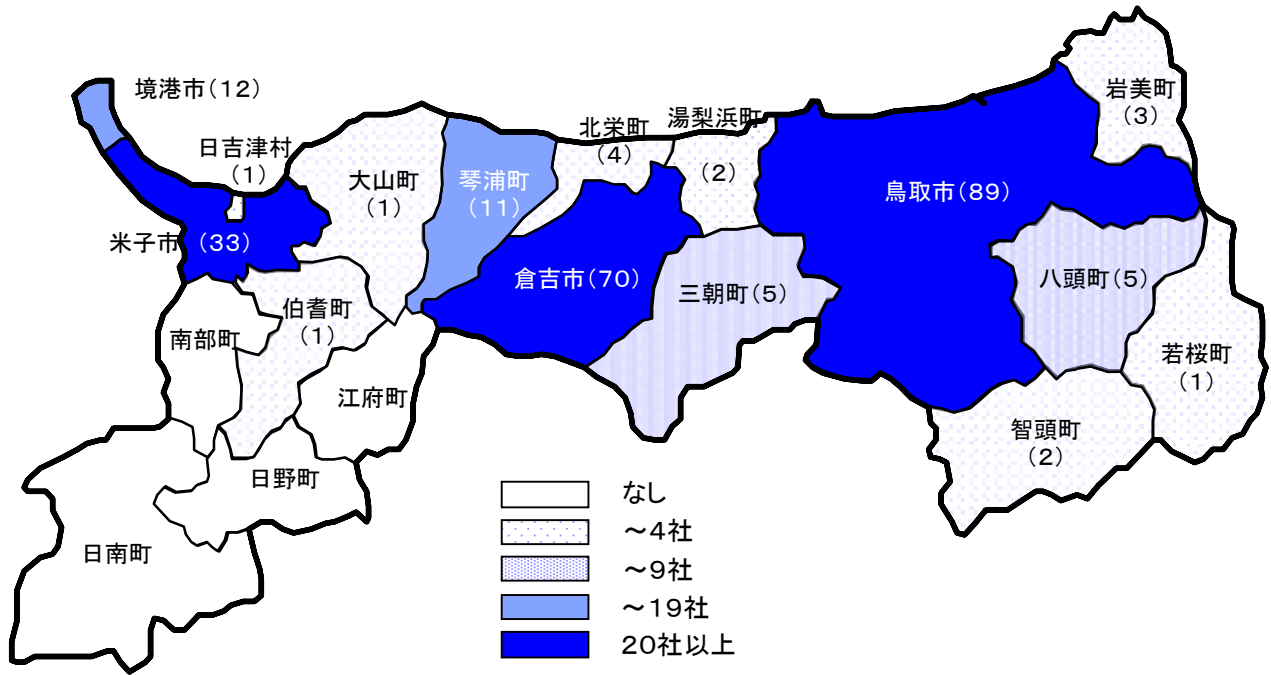 境港市(12)
日吉津村
(1)
米子市
(33)
大山町
(1)
琴浦町
(11)
北栄町
(4)
湯梨浜町
(2)
鳥取市(89)
岩美町
(3)
倉吉市(70)
三朝町(5)
八頭町(5)
若桜町
(1)
智頭町
(2)
伯耆町
(1)
南部町
江府町
日野町
日南町
なし
~4社
~9社
~19社
20社以上